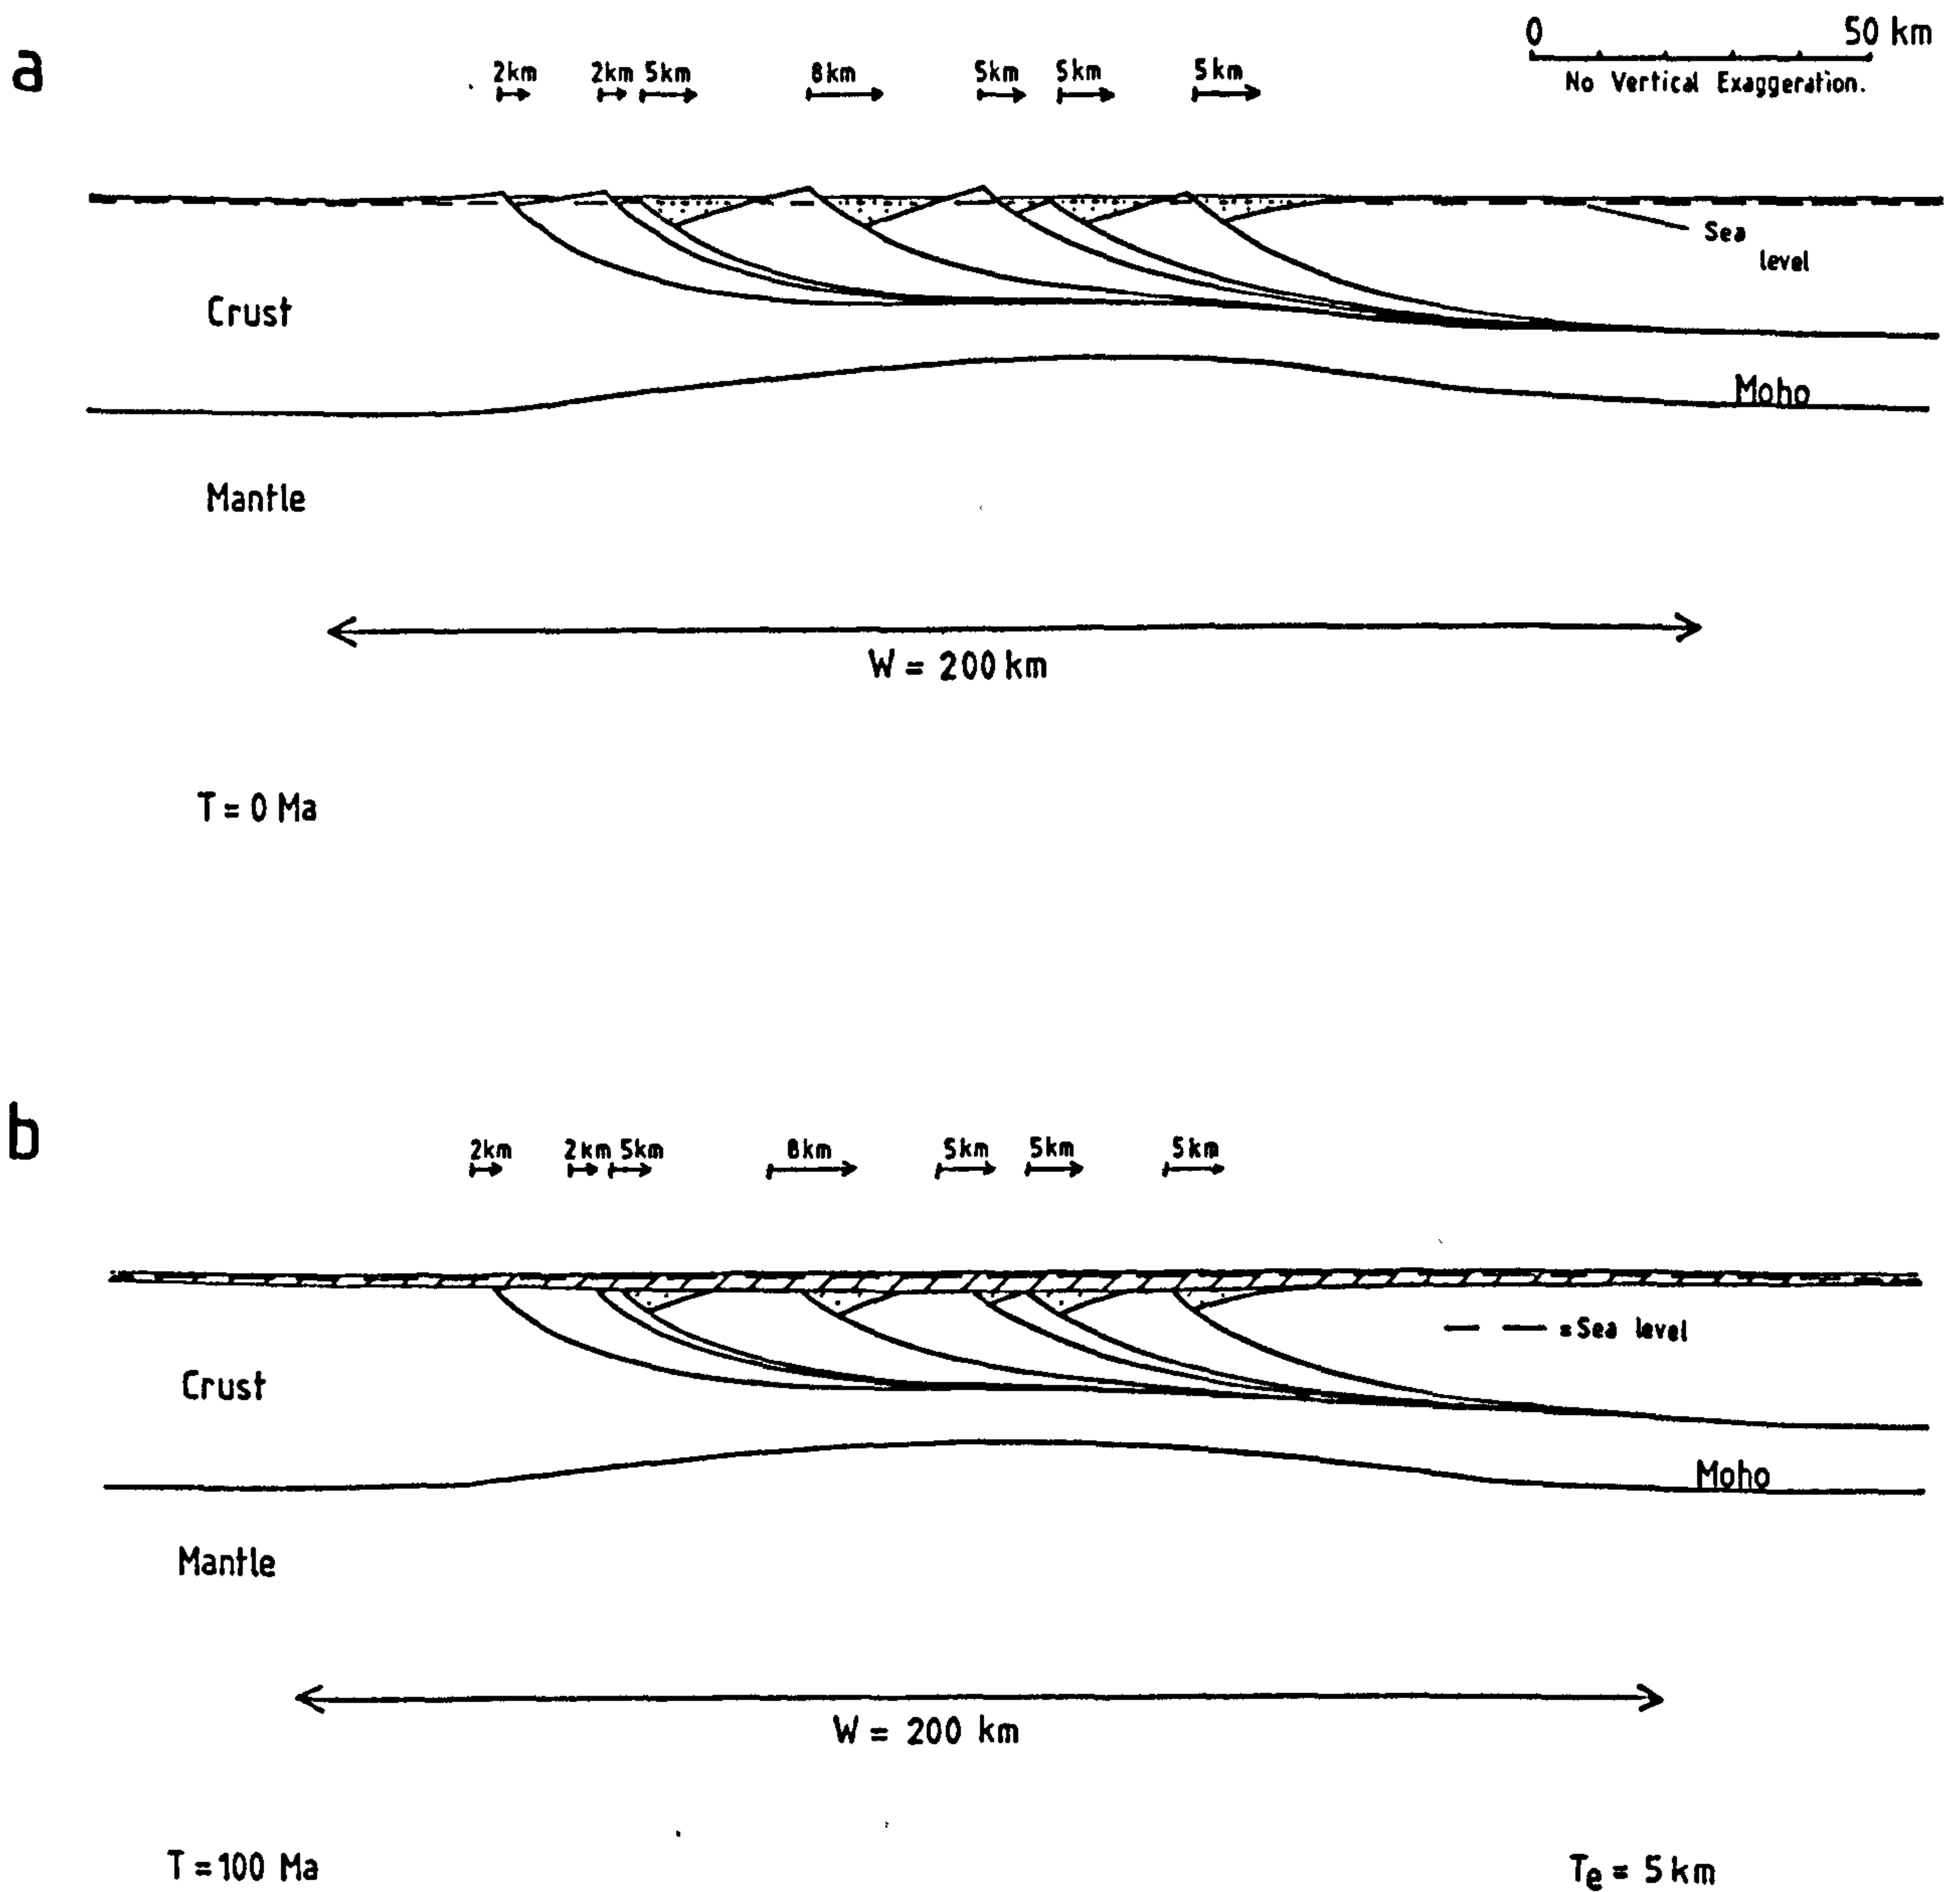 a
0 50 km
No Vertical Exaggeration.
2km 2km 5km 8km 5km 5km 5km
Sea
level
Crust
Moho
Mantle
W = 200 km
T = 0 Ma
b
2km 2km 5km 8km 5km 5km 5km
= Sea level
Crust
Moho
Mantle
W = 200 km
T = 100 Ma
Te = 5 km